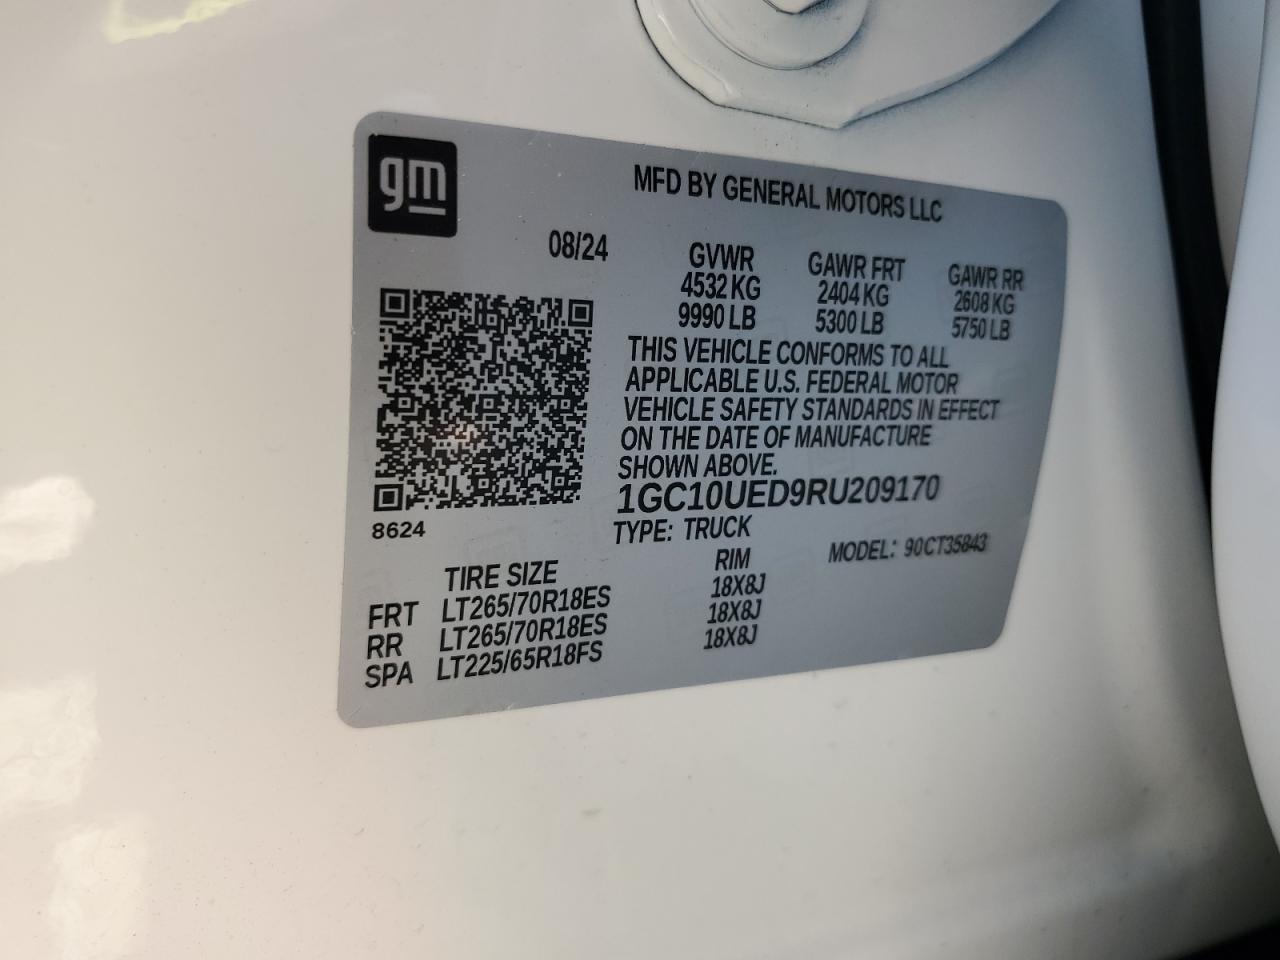 gm
MFD BY GENERAL MOTORS LLC
08/24 GVWR GAWR FRT GAWR RR
4532 KG 2404 KG 2608 KG
9990 LB 5300 LB 5750 LB
THIS VEHICLE CONFORMS TO ALL
APPLICABLE U.S. FEDERAL MOTOR
VEHICLE SAFETY STANDARDS IN EFFECT
ON THE DATE OF MANUFACTURE
SHOWN ABOVE.
1GC10UED9RU209170
8624 TYPE: TRUCK MODEL: 90CT35843
TIRE SIZE RIM
FRT LT265/70R18ES 18X8J
RR LT265/70R18ES 18X8J
SPA LT225/65R18FS 18X8J